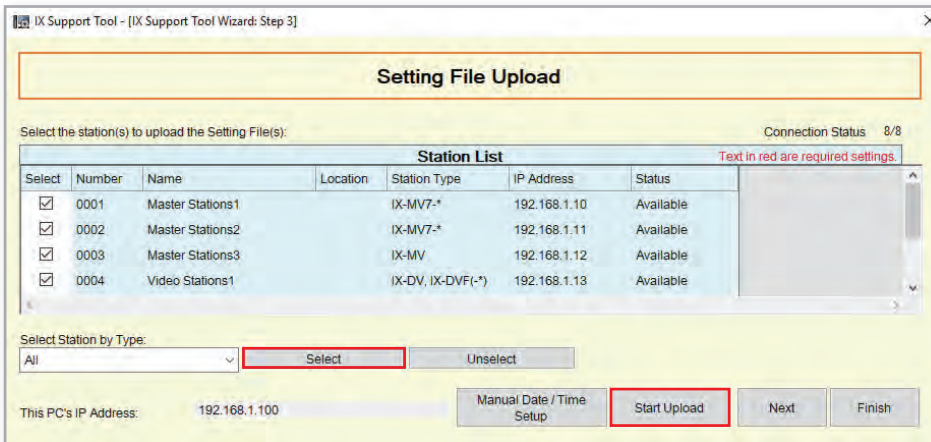 IX Support Tool - [IX Support Tool Wizard: Step 3]
Setting File Upload
Select the station(s) to upload the Setting File(s):
Connection Status 8/8
Station List
Text in red are required settings.
Select Number Name Location Station Type IP Address Status
0001 Master Stations1 IX-MV7-* 192.168.1.10 Available
0002 Master Stations2 IX-MV7-* 192.168.1.11 Available
0003 Master Stations3 IX-MV 192.168.1.12 Available
0004 Video Stations1 IX-DV, IX-DVF(-*) 192.168.1.13 Available
Select Station by Type:
All Select Unselect
This PC's IP Address: 192.168.1.100
Manual Date / Time
Setup
Start Upload Next Finish